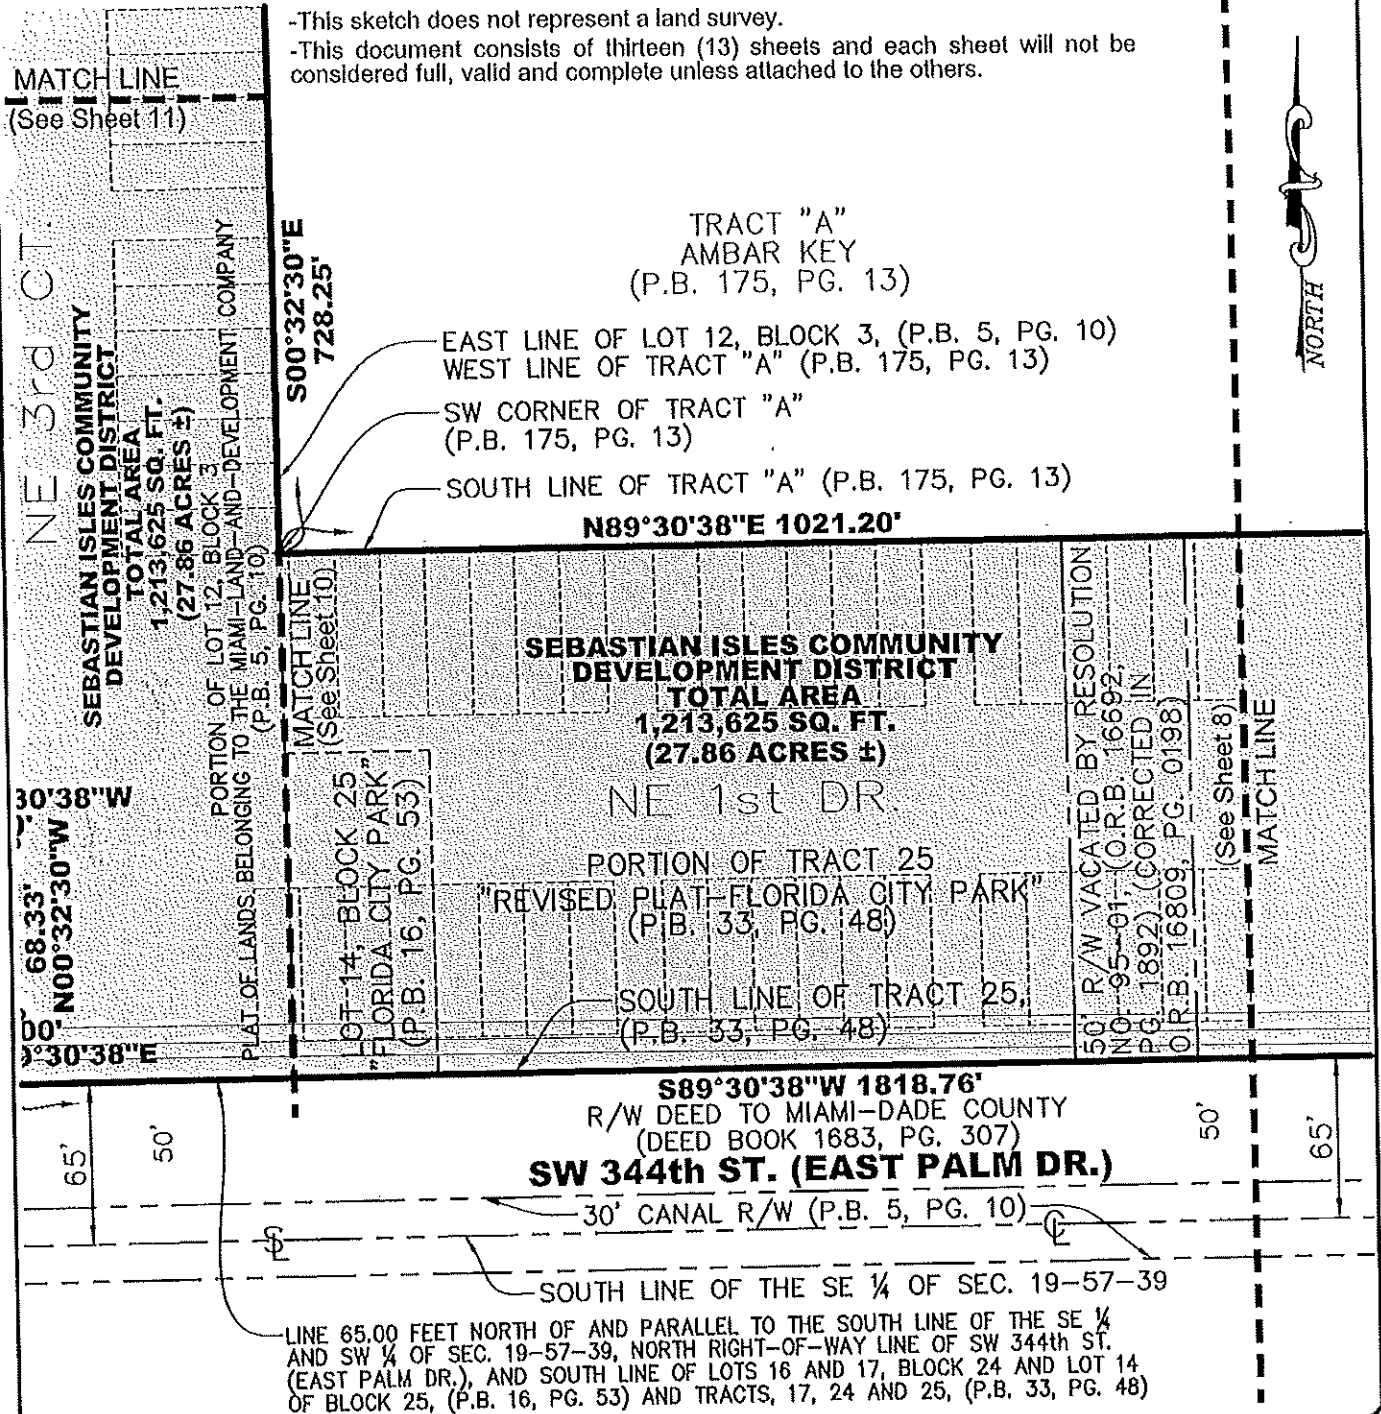 -This sketch does not represent a land survey.
-This document consists of thirteen (13) sheets and each sheet will not be
considered full, valid and complete unless attached to the others.
MATCH LINE
(See Sheet 11)
NORTH
NE 3rd CT.
SEBASTIAN ISLES COMMUNITY
DEVELOPMENT DISTRICT
TOTAL AREA
1,213,625 SQ. FT.
(27.86 ACRES ±)
PORTION OF LOT 12, BLOCK 3
PLAT OF LANDS BELONGING TO THE MIAMI-LAND-AND-DEVELOPMENT COMPANY
(P.B. 5, PG. 10)
S00°32'30"E
728.25'
TRACT "A"
AMBAR KEY
(P.B. 175, PG. 13)
EAST LINE OF LOT 12, BLOCK 3, (P.B. 5, PG. 10)
WEST LINE OF TRACT "A" (P.B. 175, PG. 13)
SW CORNER OF TRACT "A"
(P.B. 175, PG. 13)
SOUTH LINE OF TRACT "A" (P.B. 175, PG. 13)
N89°30'38"E 1021.20'
MATCH LINE
(See Sheet 10)
SEBASTIAN ISLES COMMUNITY
DEVELOPMENT DISTRICT
TOTAL AREA
1,213,625 SQ. FT.
(27.86 ACRES ±)
NE 1st DR.
PORTION OF TRACT 25
"REVISED PLAT-FLORIDA CITY PARK"
(P.B. 33, PG. 48)
LOT 14, BLOCK 25
"FLORIDA CITY PARK"
(P.B. 16, PG. 53)
SOUTH LINE OF TRACT 25,
(P.B. 33, PG. 48)
50' R/W VACATED BY RESOLUTION
NO. 95-01, (O.R.B. 16692,
PG. 1892) (CORRECTED IN
O.R.B. 16809, PG. 0198)
(See Sheet 8)
MATCH LINE
30'38"W
68.33'
N00°32'30"W
00'
9°30'38"E
S89°30'38"W 1818.76'
R/W DEED TO MIAMI-DADE COUNTY
(DEED BOOK 1683, PG. 307)
SW 344th ST. (EAST PALM DR.)
65'
50'
50'
65'
30' CANAL R/W (P.B. 5, PG. 10)
SOUTH LINE OF THE SE ¼ OF SEC. 19-57-39
LINE 65.00 FEET NORTH OF AND PARALLEL TO THE SOUTH LINE OF THE SE ¼
AND SW ¼ OF SEC. 19-57-39, NORTH RIGHT-OF-WAY LINE OF SW 344th ST.
(EAST PALM DR.), AND SOUTH LINE OF LOTS 16 AND 17, BLOCK 24 AND LOT 14
OF BLOCK 25, (P.B. 16, PG. 53) AND TRACTS, 17, 24 AND 25, (P.B. 33, PG. 48)